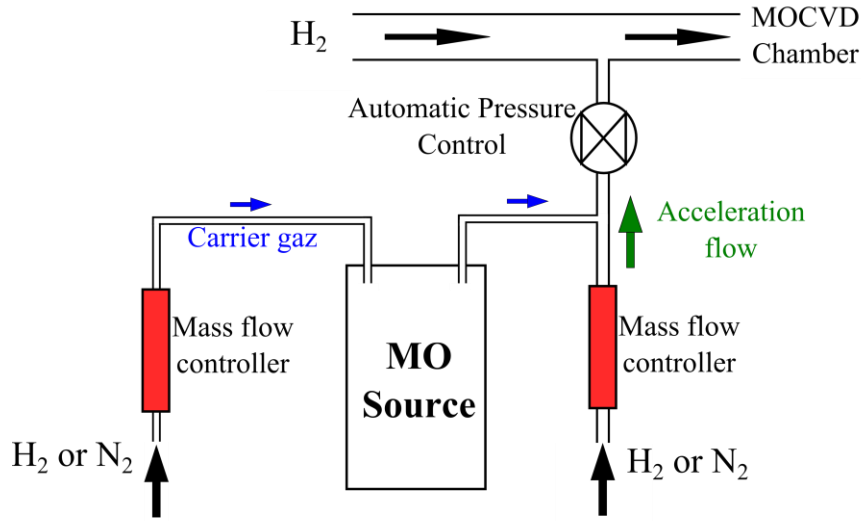 H₂
MOCVD
Chamber
Automatic Pressure
Control
Carrier gaz
Acceleration
flow
Mass flow
controller
MO
Source
Mass flow
controller
H₂ or N₂
H₂ or N₂